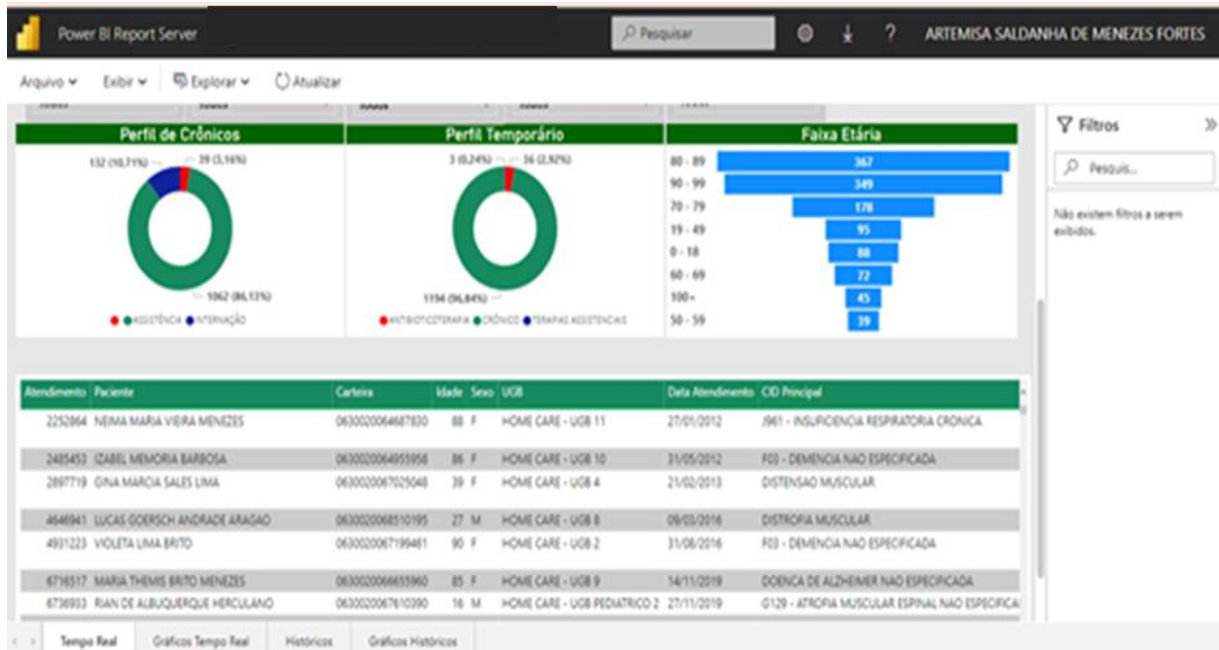 Power BI Report Server
Pesquisar
?
ARTEMISA SALDANHA DE MENEZES FORTES
Arquivo
Exibir
Explorar
Atualizar
Perfil de Crônicos
132 (10,71%)
39 (3,16%)
1062 (86,13%)
ASSISTÊNCIA
INTERNAÇÃO
Perfil Temporário
3 (0,24%)
36 (2,92%)
1194 (96,84%)
ANTIBIOTICOTERAPIA
CRÔNICO
TERAPIAS ASSISTENCIAIS
Faixa Etária
80 - 89 367
90 - 99 349
70 - 79 178
19 - 49 95
0 - 18 88
60 - 69 72
100+ 45
50 - 59 39
Filtros
Pesquis...
Não existem filtros a serem
exibidos.
Atendimento Paciente Carteira Idade Sexo UGB Data Atendimento CID Principal
2252864 NEIMA MARIA VIEIRA MENEZES 0630020064687830 88 F HOME CARE - UGB 11 27/01/2012 J961 - INSUFICIENCIA RESPIRATORIA CRONICA
2485453 IZABEL MEMORIA BARBOSA 0630020064955958 86 F HOME CARE - UGB 10 31/05/2012 F03 - DEMENCIA NAO ESPECIFICADA
2897719 GINA MARCIA SALES LIMA 0630020067025048 39 F HOME CARE - UGB 4 21/02/2013 DISTENSAO MUSCULAR
4646941 LUCAS GOERSCH ANDRADE ARAGAO 0630020068510195 27 M HOME CARE - UGB 8 09/03/2016 DISTROFIA MUSCULAR
4931223 VIOLETA LIMA BRITO 0630020067199461 90 F HOME CARE - UGB 2 31/08/2016 F03 - DEMENCIA NAO ESPECIFICADA
6716517 MARIA THEMIS BRITO MENEZES 0630020066655960 85 F HOME CARE - UGB 9 14/11/2019 DOENCA DE ALZHEIMER NAO ESPECIFICADA
6736933 RIAN DE ALBUQUERQUE HERCULANO 0630020067610390 16 M HOME CARE - UGB PEDIATRICO 2 27/11/2019 G129 - ATROFIA MUSCULAR ESPINAL NAO ESPECIFICA
Tempo Real
Gráficos Tempo Real
Históricos
Gráficos Históricos